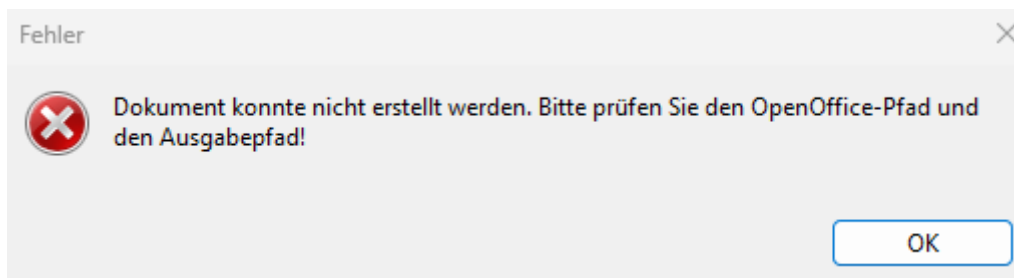 Fehler
Dokument konnte nicht erstellt werden. Bitte prüfen Sie den OpenOffice-Pfad und
den Ausgabepfad!
OK